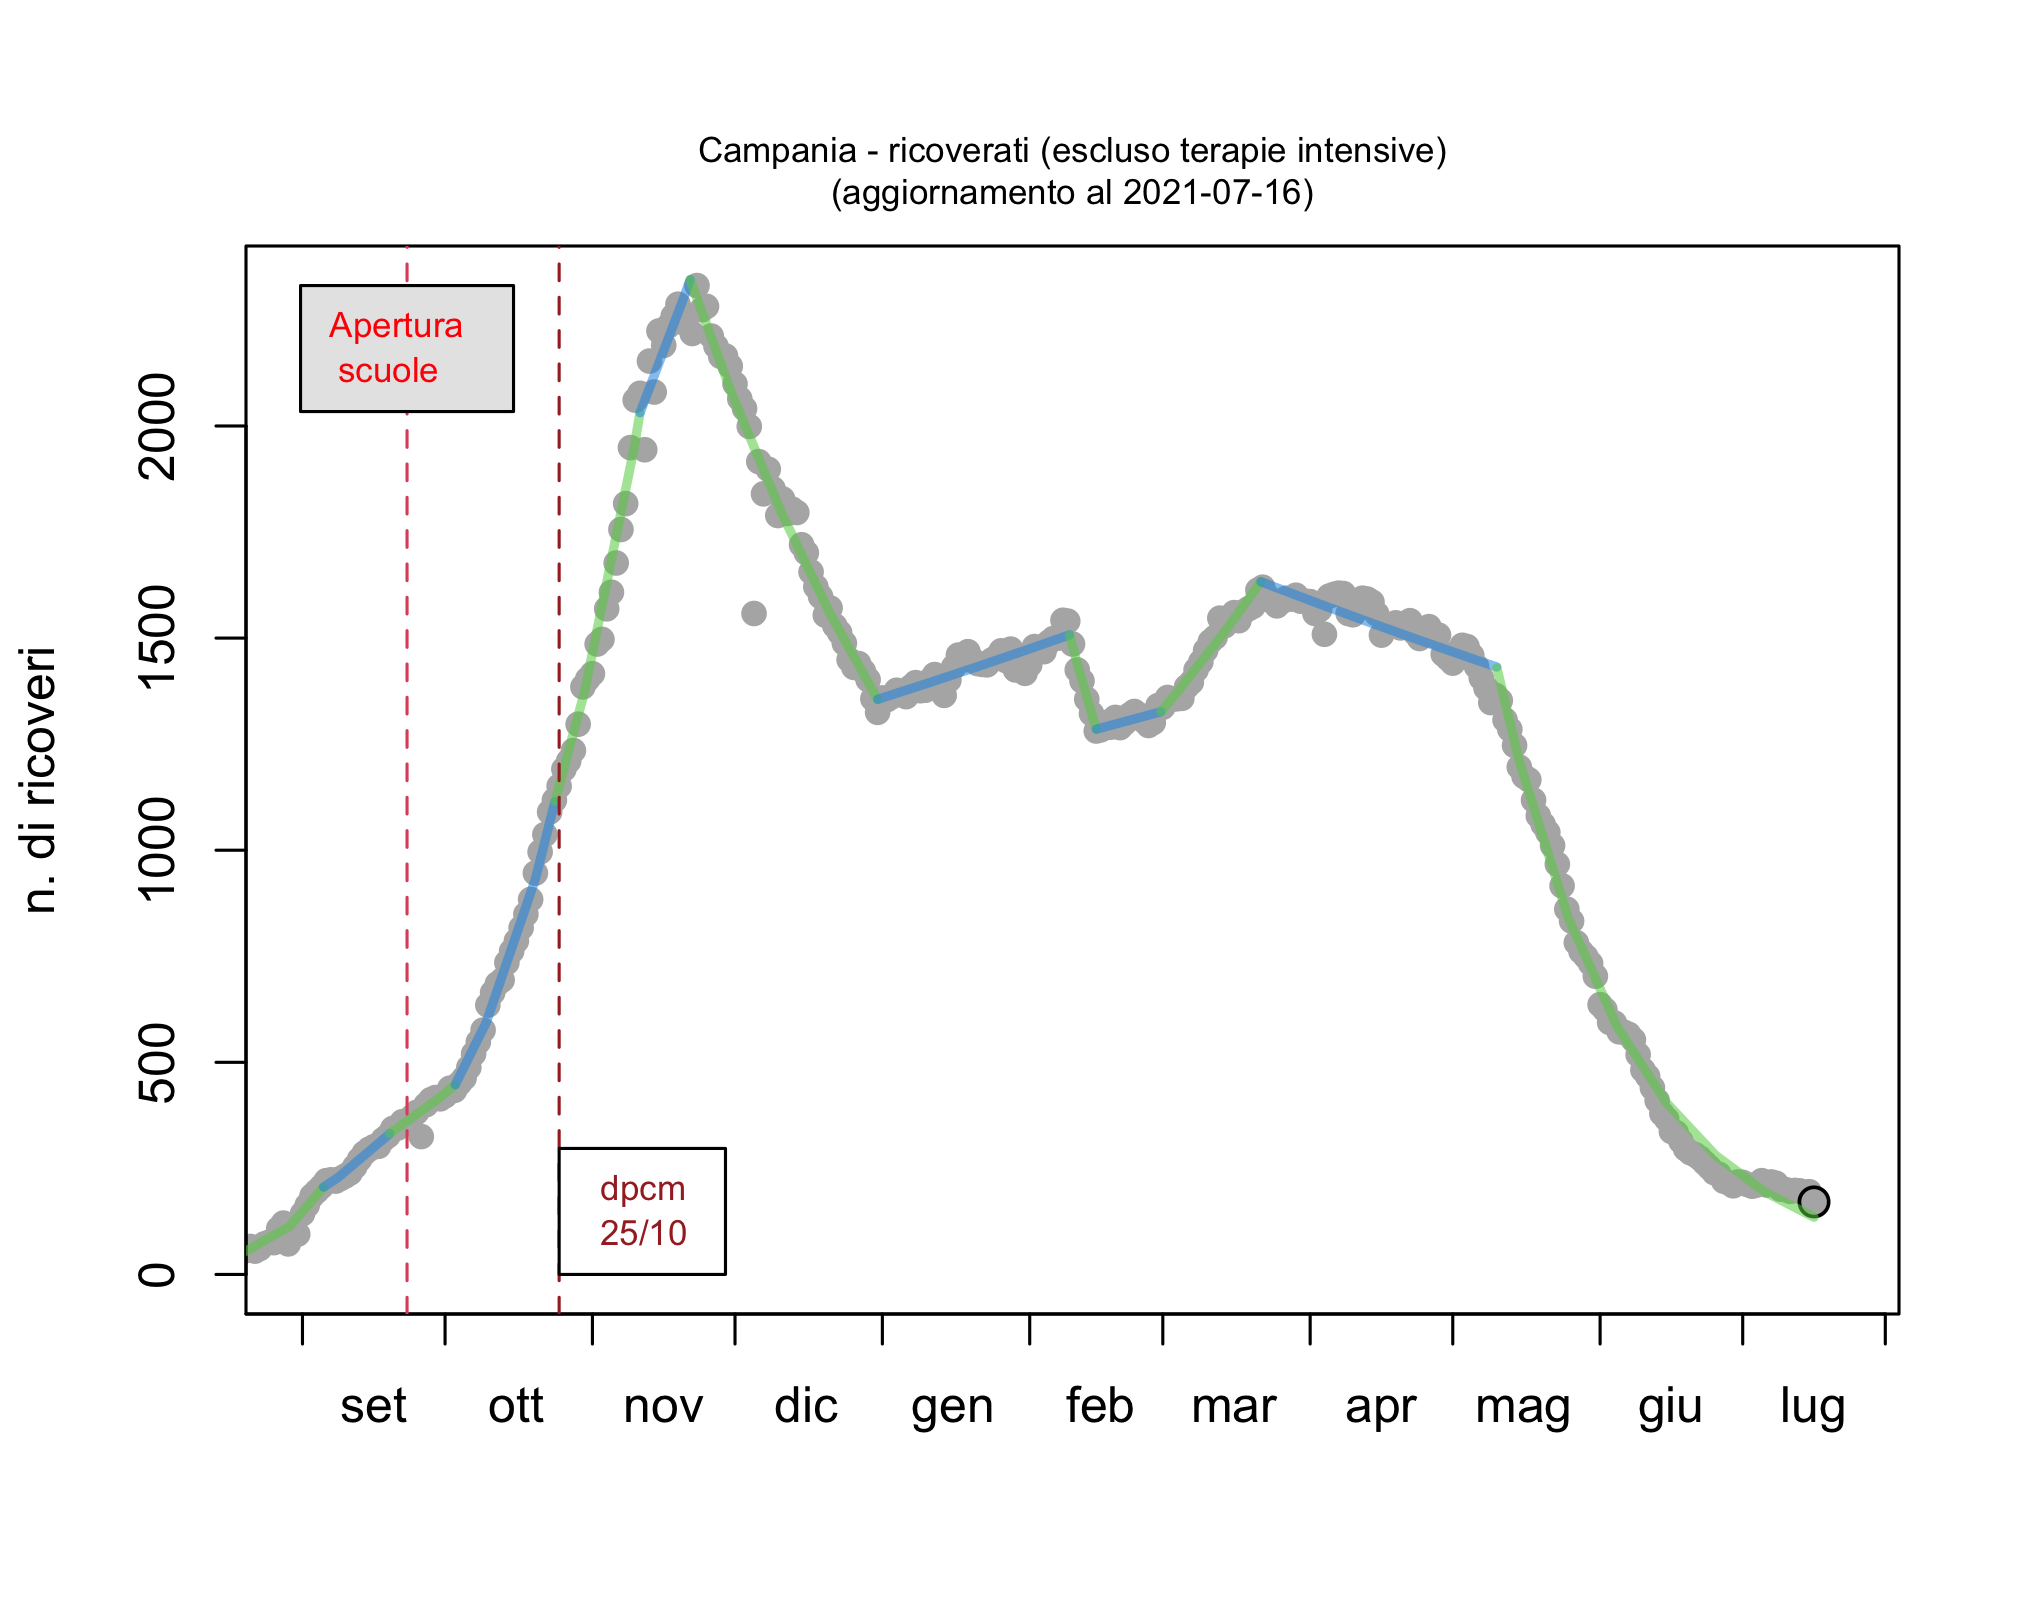 Campania - ricoverati (escluso terapie intensive)
(aggiornamento al 2021-07-16)
Apertura
scuole
n. di ricoveri
2000
1500
1000
500
0
dpcm
25/10
set ott nov dic gen feb mar apr mag giu lug